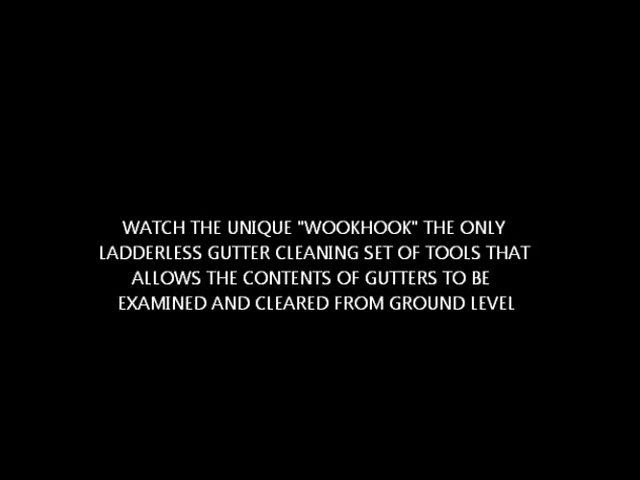 WATCH THE UNIQUE "WOOKHOOK" THE ONLY
LADDERLESS GUTTER CLEANING SET OF TOOLS THAT
ALLOWS THE CONTENTS OF GUTTERS TO BE
EXAMINED AND CLEARED FROM GROUND LEVEL